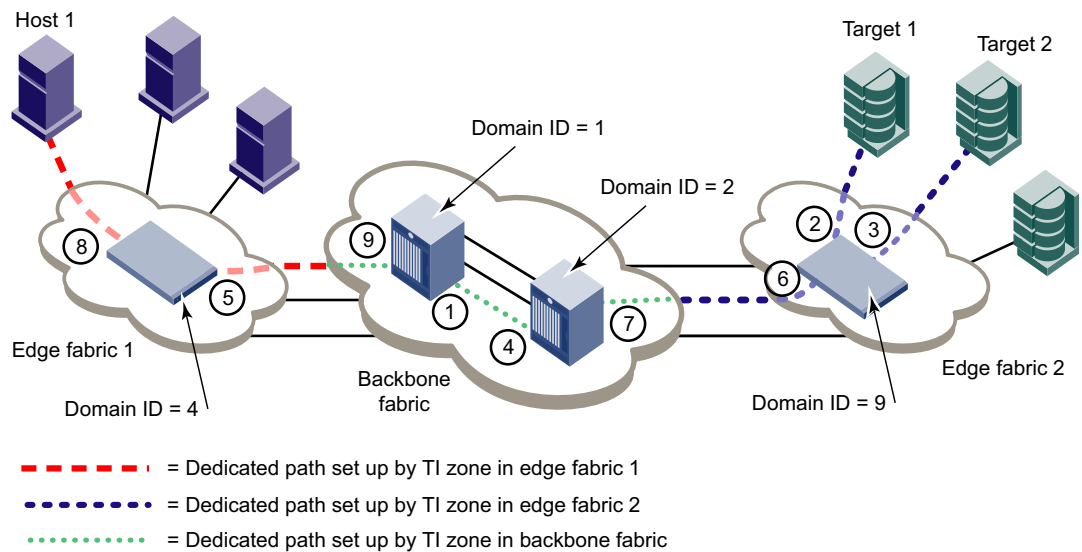 Host 1
Target 1
Target 2
Domain ID = 1
Domain ID = 2
8
5
9
1
4
7
2
3
6
Edge fabric 1
Backbone
fabric
Edge fabric 2
Domain ID = 4
Domain ID = 9
= Dedicated path set up by TI zone in edge fabric 1
= Dedicated path set up by TI zone in edge fabric 2
= Dedicated path set up by TI zone in backbone fabric